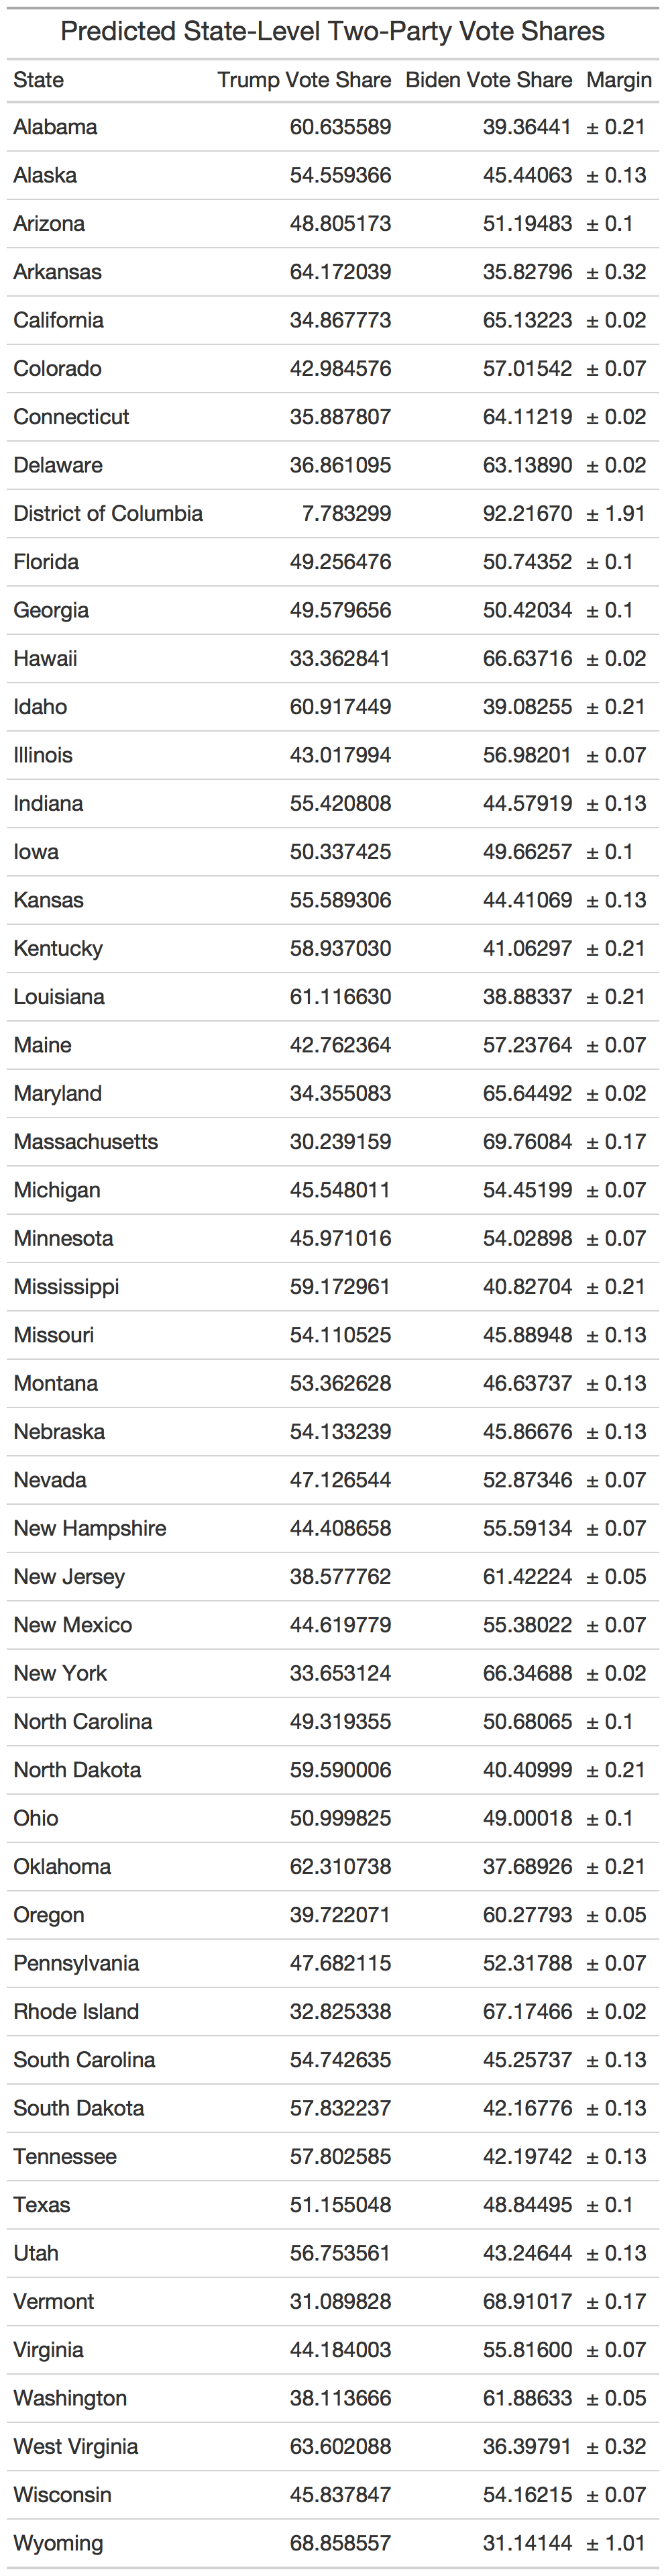 Predicted State-Level Two-Party Vote Shares
State Trump Vote Share Biden Vote Share Margin
Alabama 60.635589 39.36441 ± 0.21
Alaska 54.559366 45.44063 ± 0.13
Arizona 48.805173 51.19483 ± 0.1
Arkansas 64.172039 35.82796 ± 0.32
California 34.867773 65.13223 ± 0.02
Colorado 42.984576 57.01542 ± 0.07
Connecticut 35.887807 64.11219 ± 0.02
Delaware 36.861095 63.13890 ± 0.02
District of Columbia 7.783299 92.21670 ± 1.91
Florida 49.256476 50.74352 ± 0.1
Georgia 49.579656 50.42034 ± 0.1
Hawaii 33.362841 66.63716 ± 0.02
Idaho 60.917449 39.08255 ± 0.21
Illinois 43.017994 56.98201 ± 0.07
Indiana 55.420808 44.57919 ± 0.13
Iowa 50.337425 49.66257 ± 0.1
Kansas 55.589306 44.41069 ± 0.13
Kentucky 58.937030 41.06297 ± 0.21
Louisiana 61.116630 38.88337 ± 0.21
Maine 42.762364 57.23764 ± 0.07
Maryland 34.355083 65.64492 ± 0.02
Massachusetts 30.239159 69.76084 ± 0.17
Michigan 45.548011 54.45199 ± 0.07
Minnesota 45.971016 54.02898 ± 0.07
Mississippi 59.172961 40.82704 ± 0.21
Missouri 54.110525 45.88948 ± 0.13
Montana 53.362628 46.63737 ± 0.13
Nebraska 54.133239 45.86676 ± 0.13
Nevada 47.126544 52.87346 ± 0.07
New Hampshire 44.408658 55.59134 ± 0.07
New Jersey 38.577762 61.42224 ± 0.05
New Mexico 44.619779 55.38022 ± 0.07
New York 33.653124 66.34688 ± 0.02
North Carolina 49.319355 50.68065 ± 0.1
North Dakota 59.590006 40.40999 ± 0.21
Ohio 50.999825 49.00018 ± 0.1
Oklahoma 62.310738 37.68926 ± 0.21
Oregon 39.722071 60.27793 ± 0.05
Pennsylvania 47.682115 52.31788 ± 0.07
Rhode Island 32.825338 67.17466 ± 0.02
South Carolina 54.742635 45.25737 ± 0.13
South Dakota 57.832237 42.16776 ± 0.13
Tennessee 57.802585 42.19742 ± 0.13
Texas 51.155048 48.84495 ± 0.1
Utah 56.753561 43.24644 ± 0.13
Vermont 31.089828 68.91017 ± 0.17
Virginia 44.184003 55.81600 ± 0.07
Washington 38.113666 61.88633 ± 0.05
West Virginia 63.602088 36.39791 ± 0.32
Wisconsin 45.837847 54.16215 ± 0.07
Wyoming 68.858557 31.14144 ± 1.01